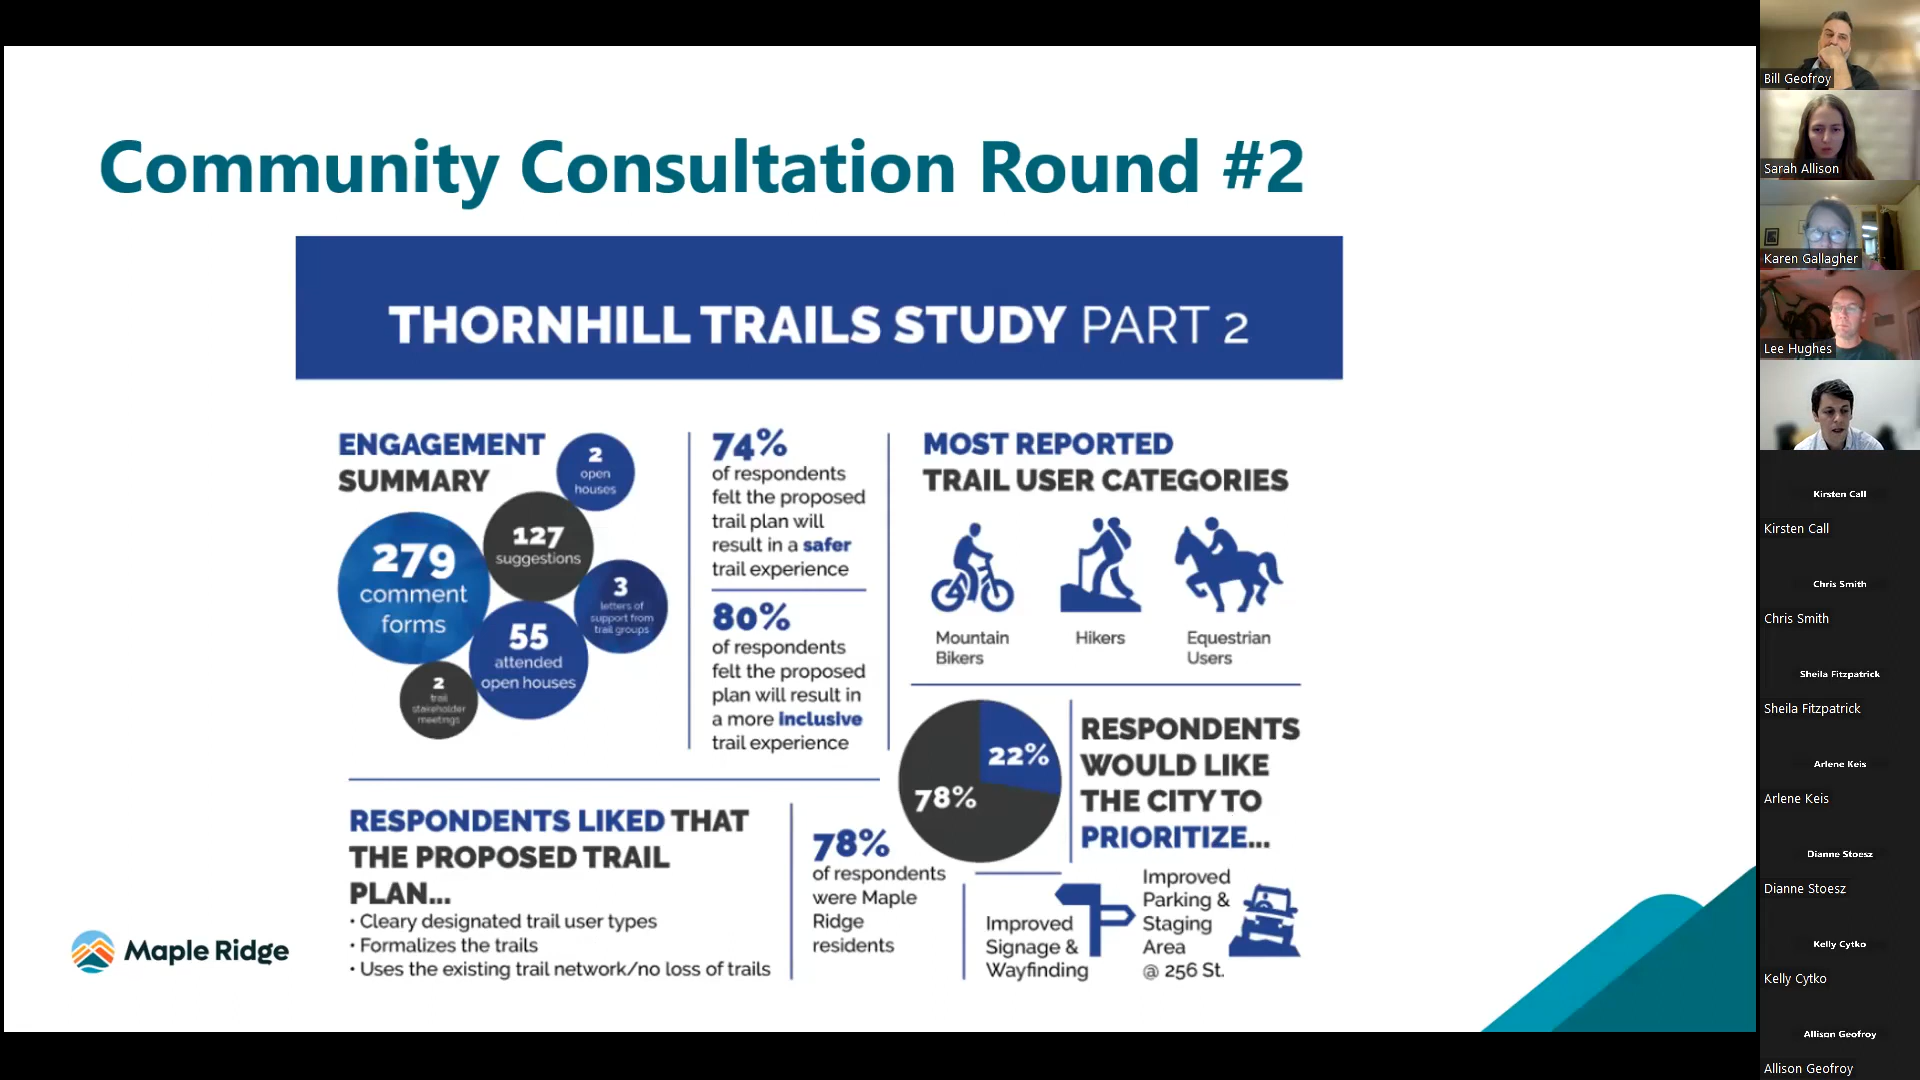 Community Consultation Round #2
THORNHILL TRAILS STUDY PART 2
ENGAGEMENT
SUMMARY
2
open
houses
127
suggestions
279
comment
forms
3
letters of
support from
trail groups
55
attended
open houses
2
trail
stakeholder
meetings
74%
of respondents
felt the proposed
trail plan will
result in a safer
trail experience
80%
of respondents
felt the proposed
plan will result in
a more inclusive
trail experience
MOST REPORTED
TRAIL USER CATEGORIES
Mountain
Bikers
Hikers
Equestrian
Users
22%
78%
RESPONDENTS
WOULD LIKE
THE CITY TO
PRIORITIZE...
RESPONDENTS LIKED THAT
THE PROPOSED TRAIL
PLAN...
• Cleary designated trail user types
• Formalizes the trails
• Uses the existing trail network/no loss of trails
78%
of respondents
were Maple
Ridge
residents
Improved
Signage &
Wayfinding
Improved
Parking &
Staging
Area
@ 256 St.
Maple Ridge
Bill Geofroy
Sarah Allison
Karen Gallagher
Lee Hughes
Kirsten Call
Kirsten Call
Chris Smith
Chris Smith
Sheila Fitzpatrick
Sheila Fitzpatrick
Arlene Keis
Arlene Keis
Dianne Stoesz
Dianne Stoesz
Kelly Cytko
Kelly Cytko
Allison Geofroy
Allison Geofroy